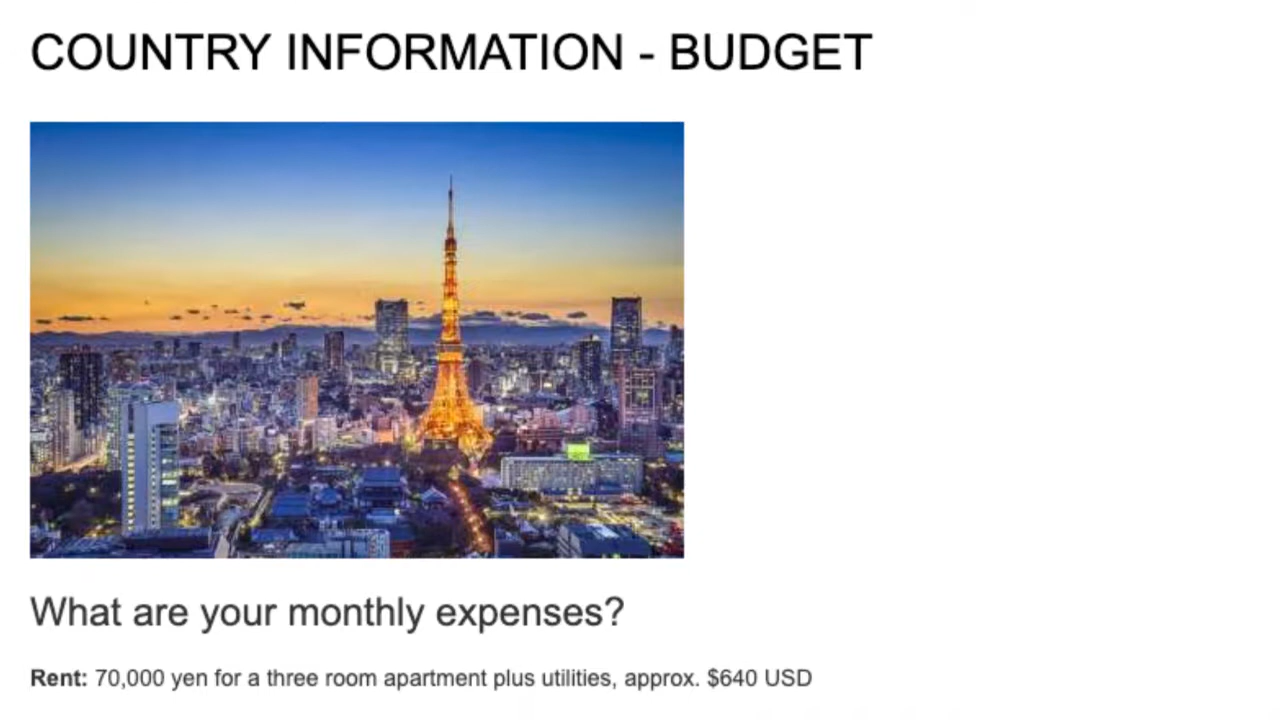 COUNTRY INFORMATION - BUDGET
What are your monthly expenses?
Rent: 70,000 yen for a three room apartment plus utilities, approx. $640 USD